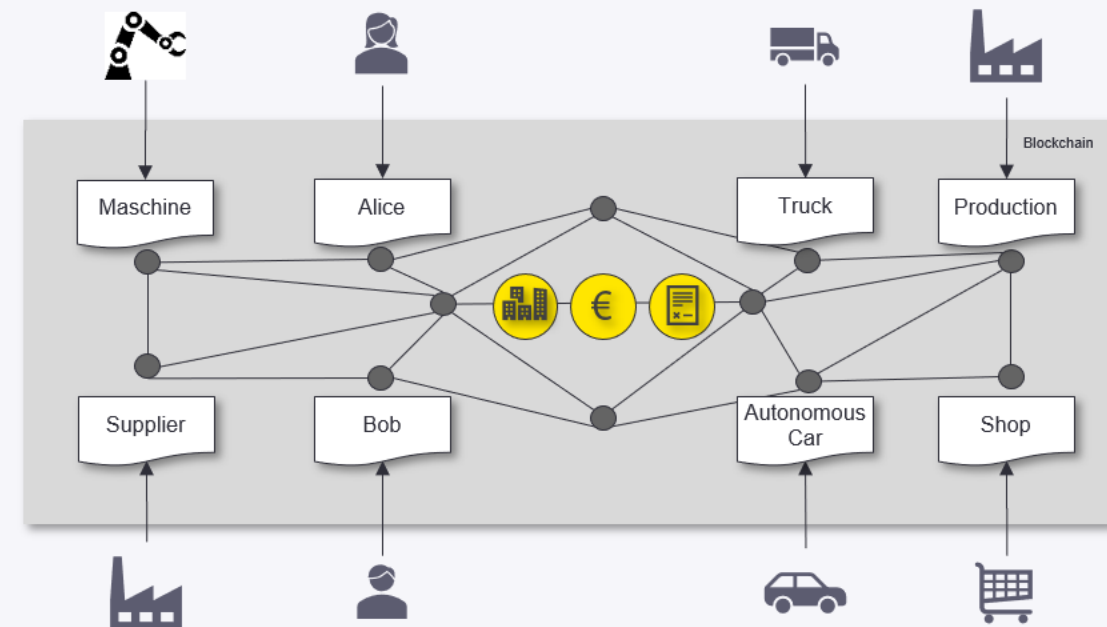 Blockchain
Maschine
Alice
Truck
Production
€
Supplier
Bob
Autonomous
Car
Shop